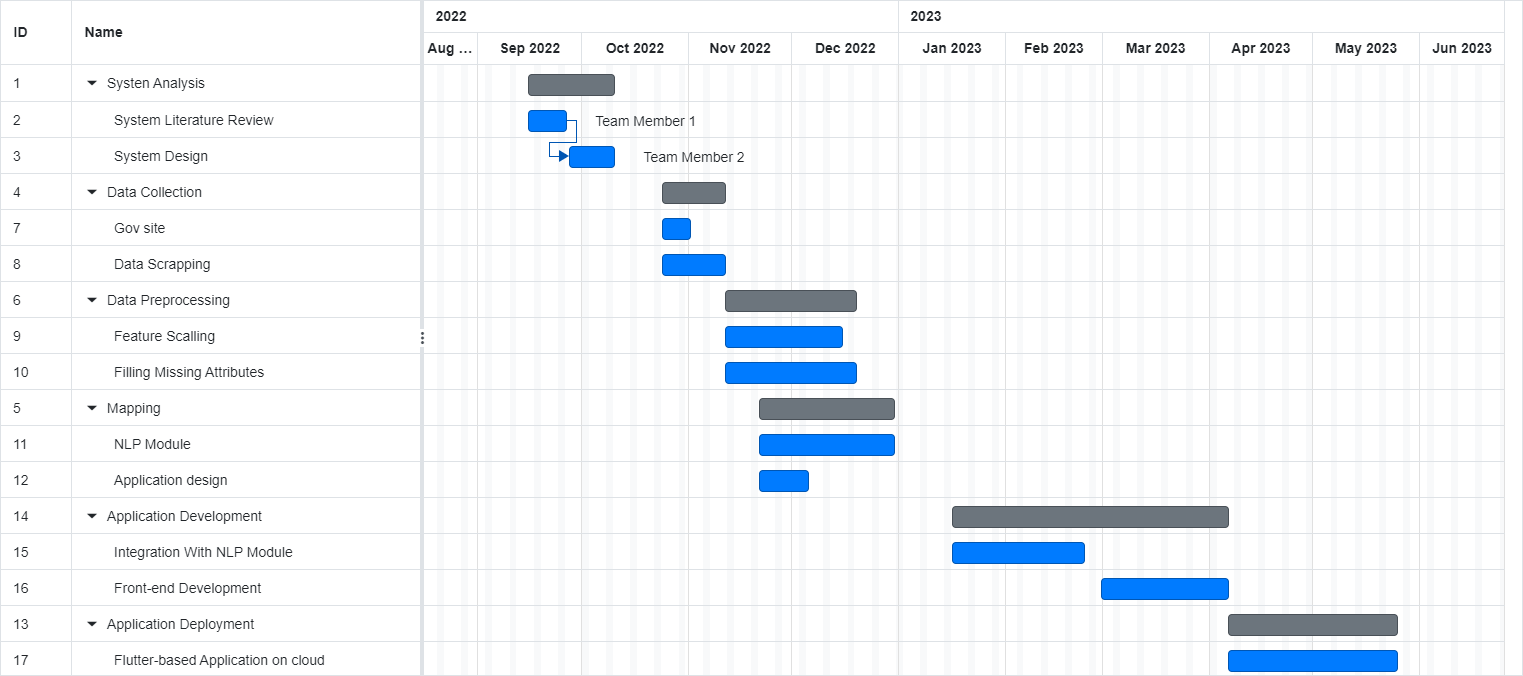 ID Name 2022 2023
Aug ... Sep 2022 Oct 2022 Nov 2022 Dec 2022 Jan 2023 Feb 2023 Mar 2023 Apr 2023 May 2023 Jun 2023
1 Systen Analysis
2 System Literature Review Team Member 1
3 System Design Team Member 2
4 Data Collection
7 Gov site
8 Data Scrapping
6 Data Preprocessing
9 Feature Scalling
10 Filling Missing Attributes
5 Mapping
11 NLP Module
12 Application design
14 Application Development
15 Integration With NLP Module
16 Front-end Development
13 Application Deployment
17 Flutter-based Application on cloud